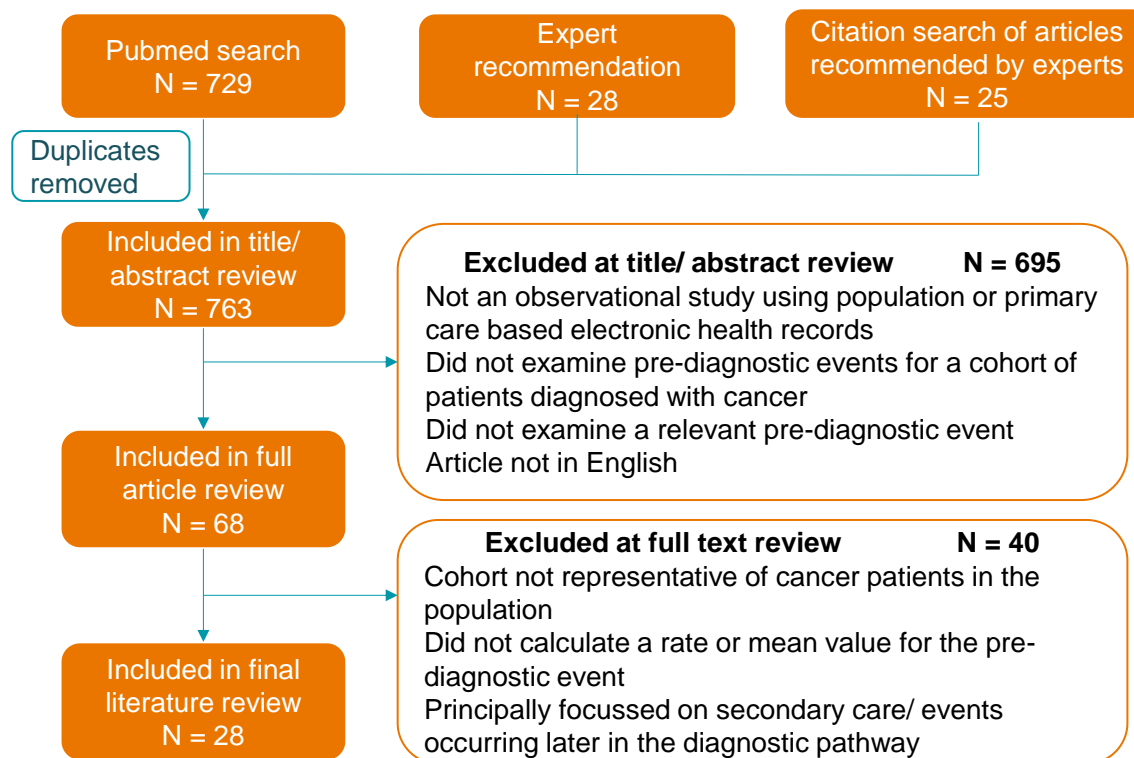 Pubmed search
N = 729
Expert
recommendation
N = 28
Citation search of articles
recommended by experts
N = 25
Duplicates
removed
Included in title/
abstract review
N = 763
Excluded at title/ abstract review N = 695
Not an observational study using population or primary
care based electronic health records
Did not examine pre-diagnostic events for a cohort of
patients diagnosed with cancer
Did not examine a relevant pre-diagnostic event
Article not in English
Included in full
article review
N = 68
Excluded at full text review N = 40
Cohort not representative of cancer patients in the
population
Did not calculate a rate or mean value for the pre-
diagnostic event
Principally focussed on secondary care/ events
occurring later in the diagnostic pathway
Included in final
literature review
N = 28